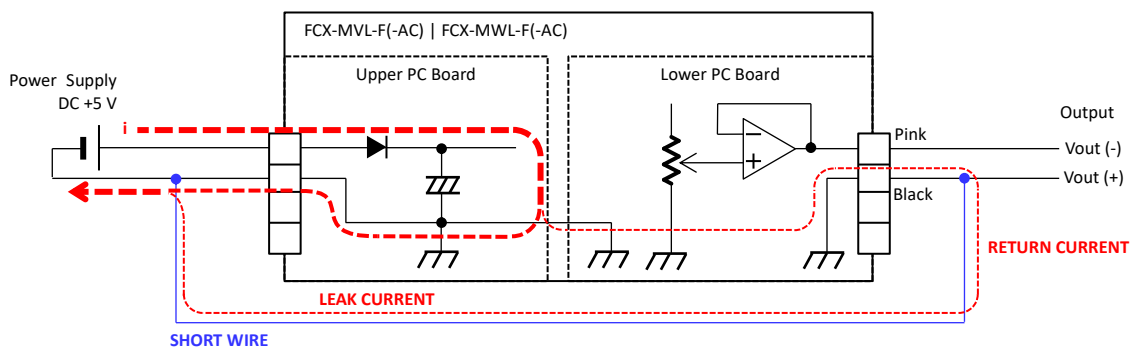 FCX-MVL-F(-AC) | FCX-MWL-F(-AC)
Upper PC Board
Lower PC Board
Power Supply
DC +5 V
i
Output
Pink
Vout (-)
Vout (+)
Black
RETURN CURRENT
LEAK CURRENT
SHORT WIRE